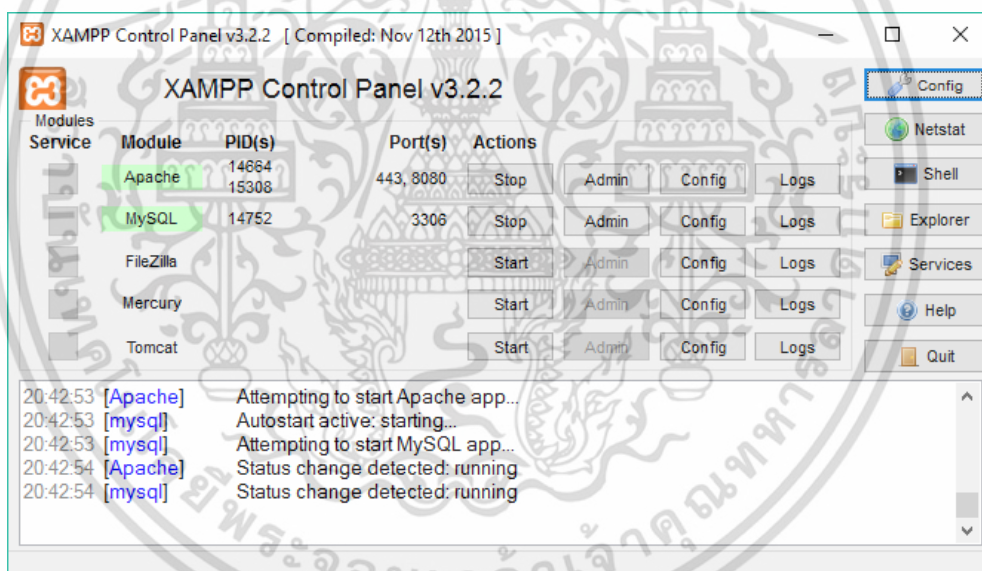 XAMPP Control Panel v3.2.2 [ Compiled: Nov 12th 2015 ]
XAMPP Control Panel v3.2.2
Config
Modules
Service Module PID(s) Port(s) Actions
Netstat
Apache 14664 15308 443, 8080 Stop Admin Config Logs
Shell
MySQL 14752 3306 Stop Admin Config Logs
Explorer
FileZilla Start Admin Config Logs
Services
Mercury Start Admin Config Logs
Help
Tomcat Start Admin Config Logs
Quit
20:42:53 [Apache] Attempting to start Apache app...
20:42:53 [mysql] Autostart active: starting...
20:42:53 [mysql] Attempting to start MySQL app...
20:42:54 [Apache] Status change detected: running
20:42:54 [mysql] Status change detected: running